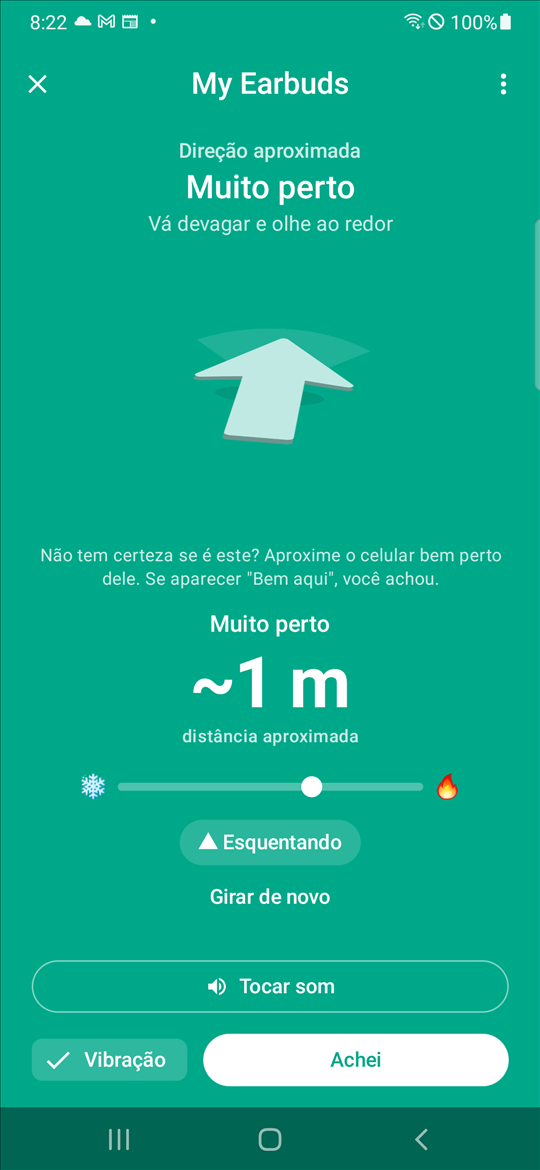 8:22
100%
My Earbuds
Direção aproximada
Muito perto
Vá devagar e olhe ao redor
Não tem certeza se é este? Aproxime o celular bem perto
dele. Se aparecer "Bem aqui", você achou.
Muito perto
~1 m
distância aproximada
Esquentando
Girar de novo
Tocar som
Vibração
Achei